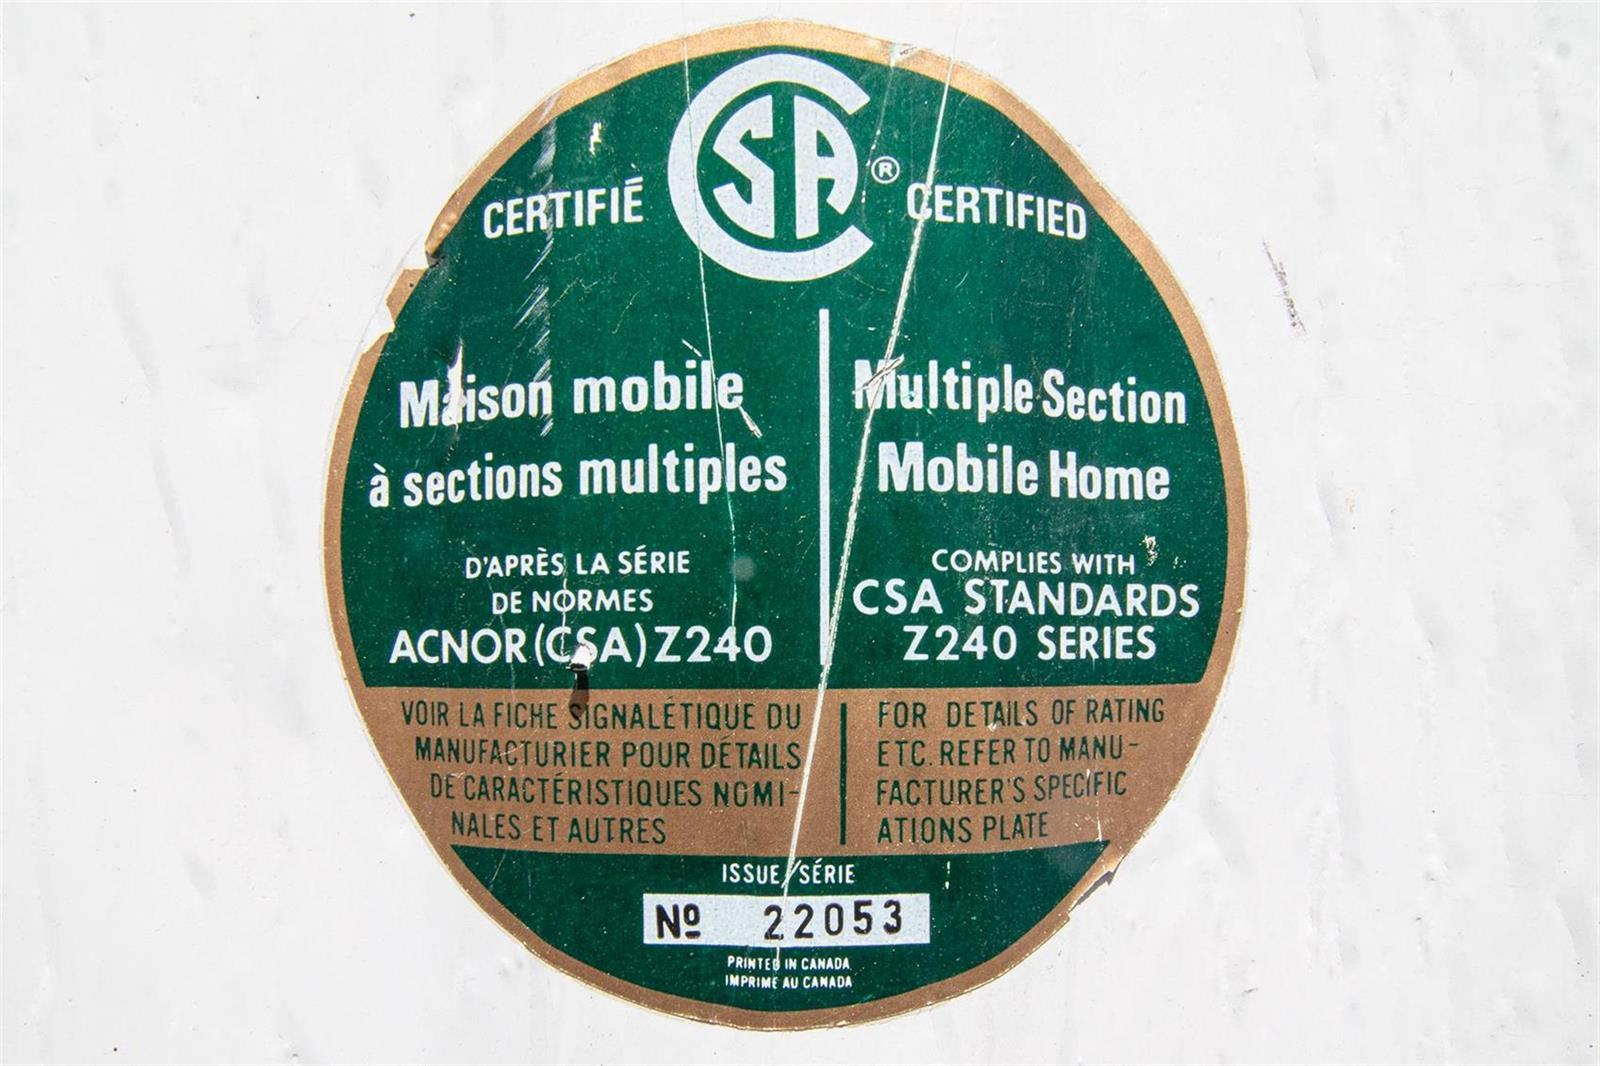 CSA ®
CERTIFIÉ
CERTIFIED
Maison mobile
à sections multiples
D'APRÈS LA SÉRIE
DE NORMES
ACNOR (CSA) Z240
Multiple Section
Mobile Home
COMPLIES WITH
CSA STANDARDS
Z240 SERIES
VOIR LA FICHE SIGNALÉTIQUE DU
MANUFACTURIER POUR DÉTAILS
DE CARACTÉRISTIQUES NOMI-
NALES ET AUTRES
FOR DETAILS OF RATING
ETC. REFER TO MANU-
FACTURER'S SPECIFIC
ATIONS PLATE
ISSUE/SÉRIE
Nº 22053
PRINTED IN CANADA
IMPRIME AU CANADA